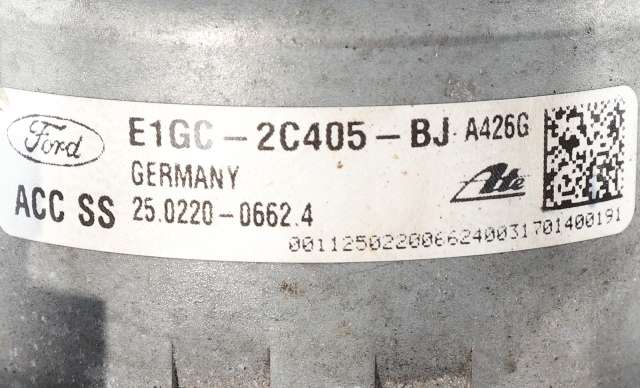 Ford E1GC-2C405-BJ A426G
GERMANY Ate
ACC SS 25.0220-0662.4
0011250220066240031701400191